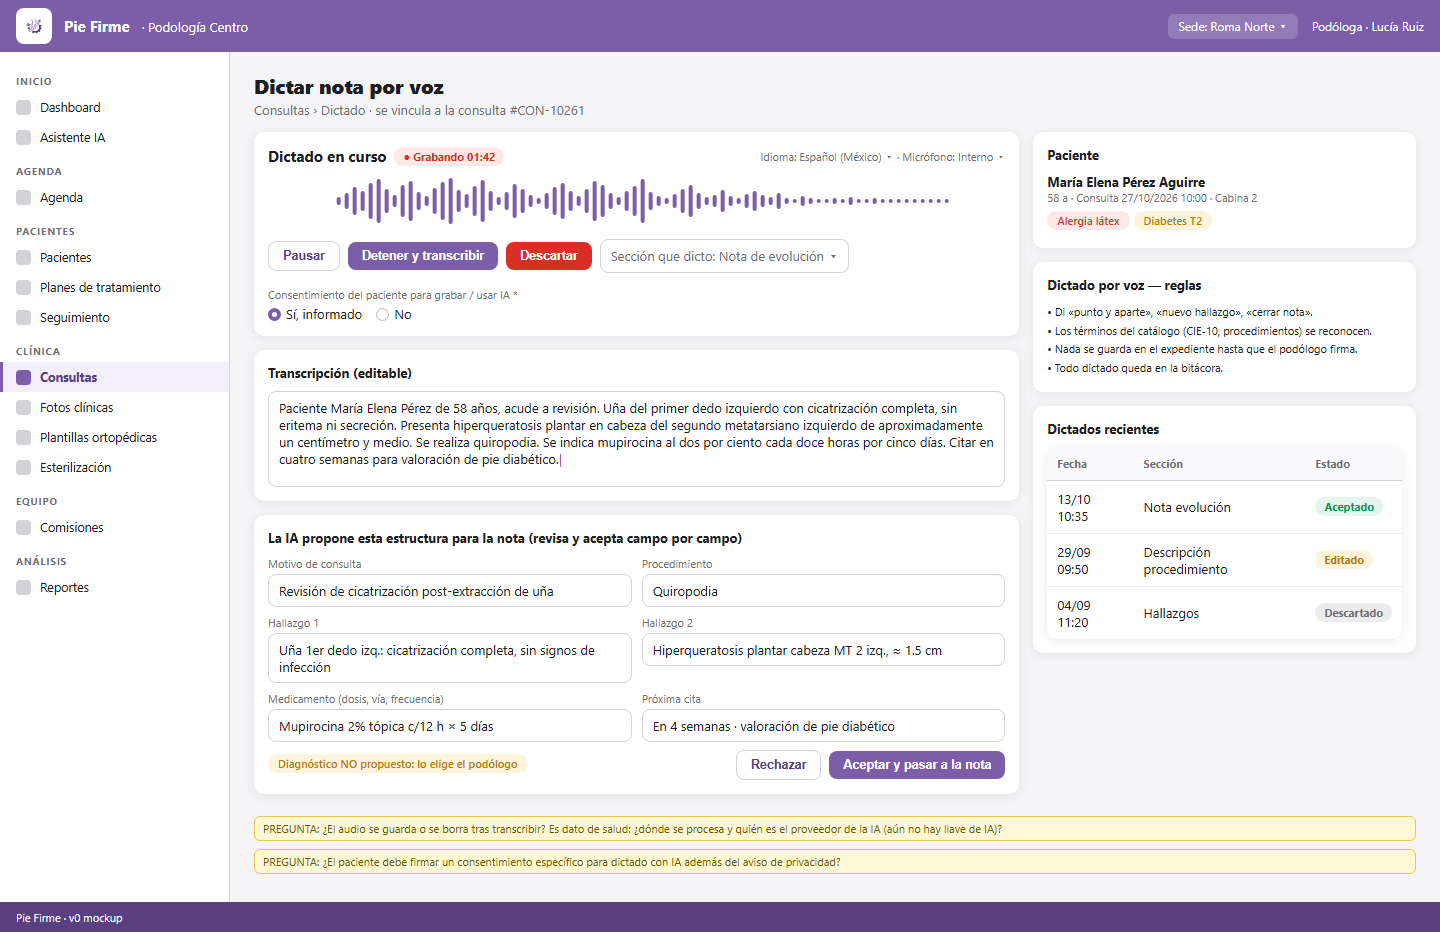 Pie Firme · Podología Centro
Sede: Roma Norte
Podóloga · Lucía Ruiz
INICIO
Dashboard
Asistente IA
AGENDA
Agenda
PACIENTES
Pacientes
Planes de tratamiento
Seguimiento
CLÍNICA
Consultas
Fotos clínicas
Plantillas ortopédicas
Esterilización
EQUIPO
Comisiones
ANÁLISIS
Reportes
Dictar nota por voz
Consultas › Dictado · se vincula a la consulta #CON-10261
Dictado en curso
● Grabando 01:42
Idioma: Español (México) ▾ · Micrófono: Interno ▾
Pausar
Detener y transcribir
Descartar
Sección que dicto: Nota de evolución ▾
Consentimiento del paciente para grabar / usar IA *
Sí, informado
No
Transcripción (editable)
Paciente María Elena Pérez de 58 años, acude a revisión. Uña del primer dedo izquierdo con cicatrización completa, sin
eritema ni secreción. Presenta hiperqueratosis plantar en cabeza del segundo metatarsiano izquierdo de aproximadamente
un centímetro y medio. Se realiza quiropodia. Se indica mupirocina al dos por ciento cada doce horas por cinco días. Citar en
cuatro semanas para valoración de pie diabético.
La IA propone esta estructura para la nota (revisa y acepta campo por campo)
Motivo de consulta
Revisión de cicatrización post-extracción de uña
Procedimiento
Quiropodia
Hallazgo 1
Uña 1er dedo izq.: cicatrización completa, sin signos de
infección
Hallazgo 2
Hiperqueratosis plantar cabeza MT 2 izq., ≈ 1.5 cm
Medicamento (dosis, vía, frecuencia)
Mupirocina 2% tópica c/12 h × 5 días
Próxima cita
En 4 semanas · valoración de pie diabético
Diagnóstico NO propuesto: lo elige el podólogo
Rechazar
Aceptar y pasar a la nota
Paciente
María Elena Pérez Aguirre
58 a · Consulta 27/10/2026 10:00 · Cabina 2
Alergia látex
Diabetes T2
Dictado por voz — reglas
• Di «punto y aparte», «nuevo hallazgo», «cerrar nota».
• Los términos del catálogo (CIE-10, procedimientos) se reconocen.
• Nada se guarda en el expediente hasta que el podólogo firma.
• Todo dictado queda en la bitácora.
Dictados recientes
Fecha Sección Estado
13/10
10:35
Nota evolución
Aceptado
29/09
09:50
Descripción
procedimiento
Editado
04/09
11:20
Hallazgos
Descartado
PREGUNTA: ¿El audio se guarda o se borra tras transcribir? Es dato de salud: ¿dónde se procesa y quién es el proveedor de la IA (aún no hay llave de IA)?
PREGUNTA: ¿El paciente debe firmar un consentimiento específico para dictado con IA además del aviso de privacidad?
Pie Firme · v0 mockup